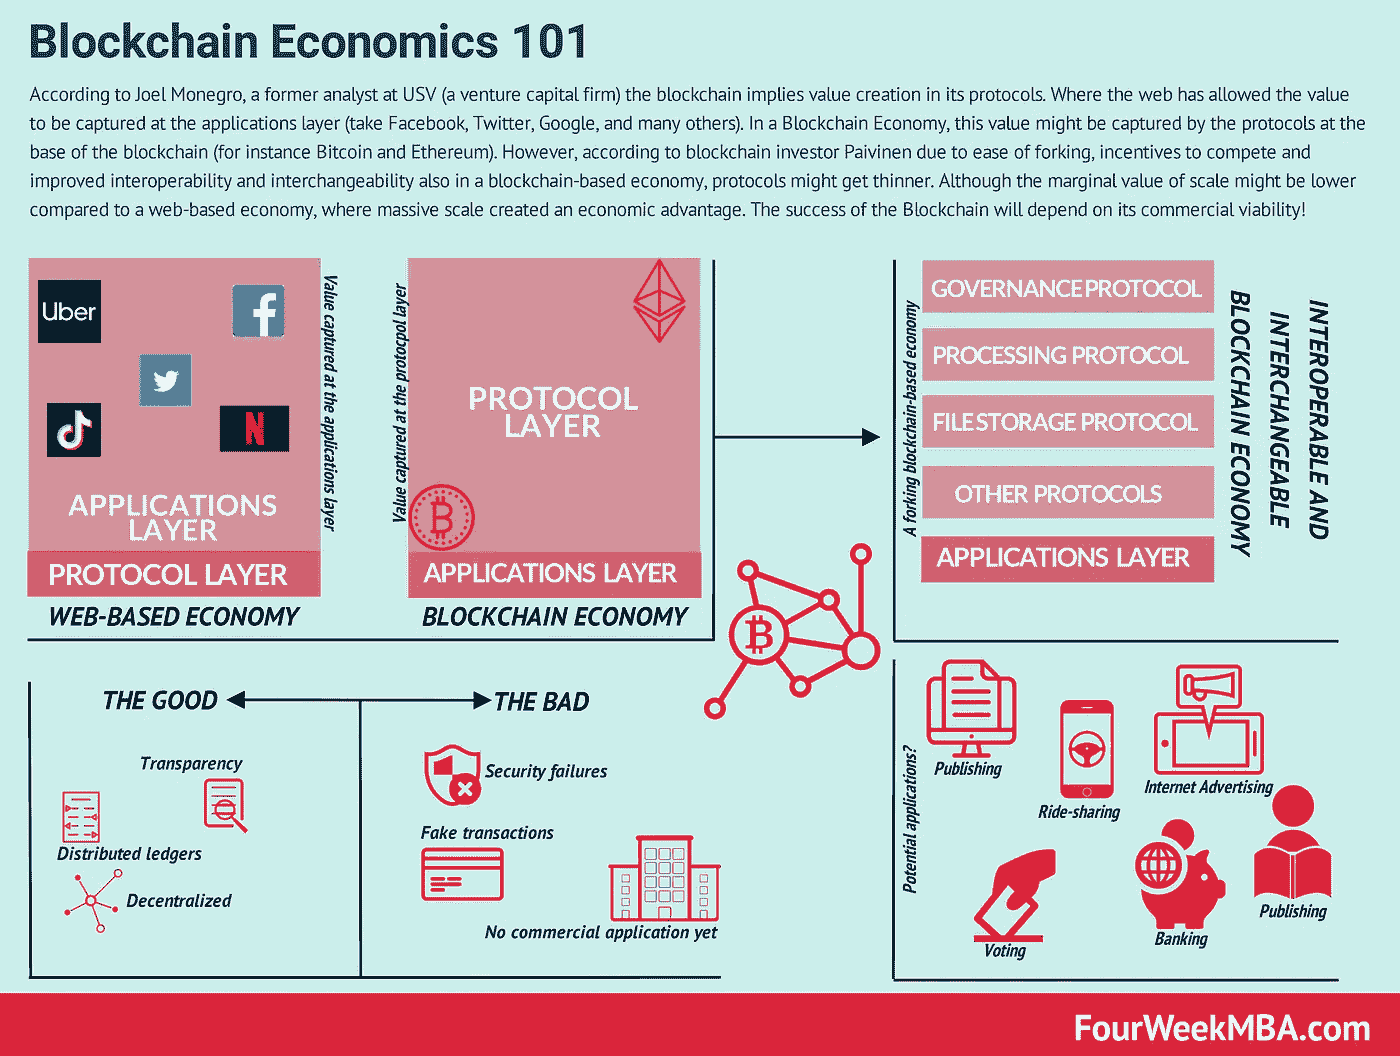 Blockchain Economics 101
According to Joel Monegro, a former analyst at USV (a venture capital firm) the blockchain implies value creation in its protocols. Where the web has allowed the value
to be captured at the applications layer (take Facebook, Twitter, Google, and many others). In a Blockchain Economy, this value might be captured by the protocols at the
base of the blockchain (for instance Bitcoin and Ethereum). However, according to blockchain investor Paivinen due to ease of forking, incentives to compete and
improved interoperability and interchangeability also in a blockchain-based economy, protocols might get thinner. Although the marginal value of scale might be lower
compared to a web-based economy, where massive scale created an economic advantage. The success of the Blockchain will depend on its commercial viability!
Uber
f
N
APPLICATIONS
LAYER
PROTOCOL LAYER
WEB-BASED ECONOMY
Value captured at the applications layer
Value captured at the protocpol layer
PROTOCOL
LAYER
B
APPLICATIONS LAYER
BLOCKCHAIN ECONOMY
A forking blockchain-based economy
GOVERNANCE PROTOCOL
PROCESSING PROTOCOL
FILE STORAGE PROTOCOL
OTHER PROTOCOLS
APPLICATIONS LAYER
INTEROPERABLE AND
INTERCHANGEABLE
BLOCKCHAIN ECONOMY
B
THE GOOD
THE BAD
Transparency
Distributed ledgers
Decentralized
Security failures
Fake transactions
No commercial application yet
Potential applications?
Publishing
Ride-sharing
Internet Advertising
Voting
Banking
Publishing
FourWeekMBA.com